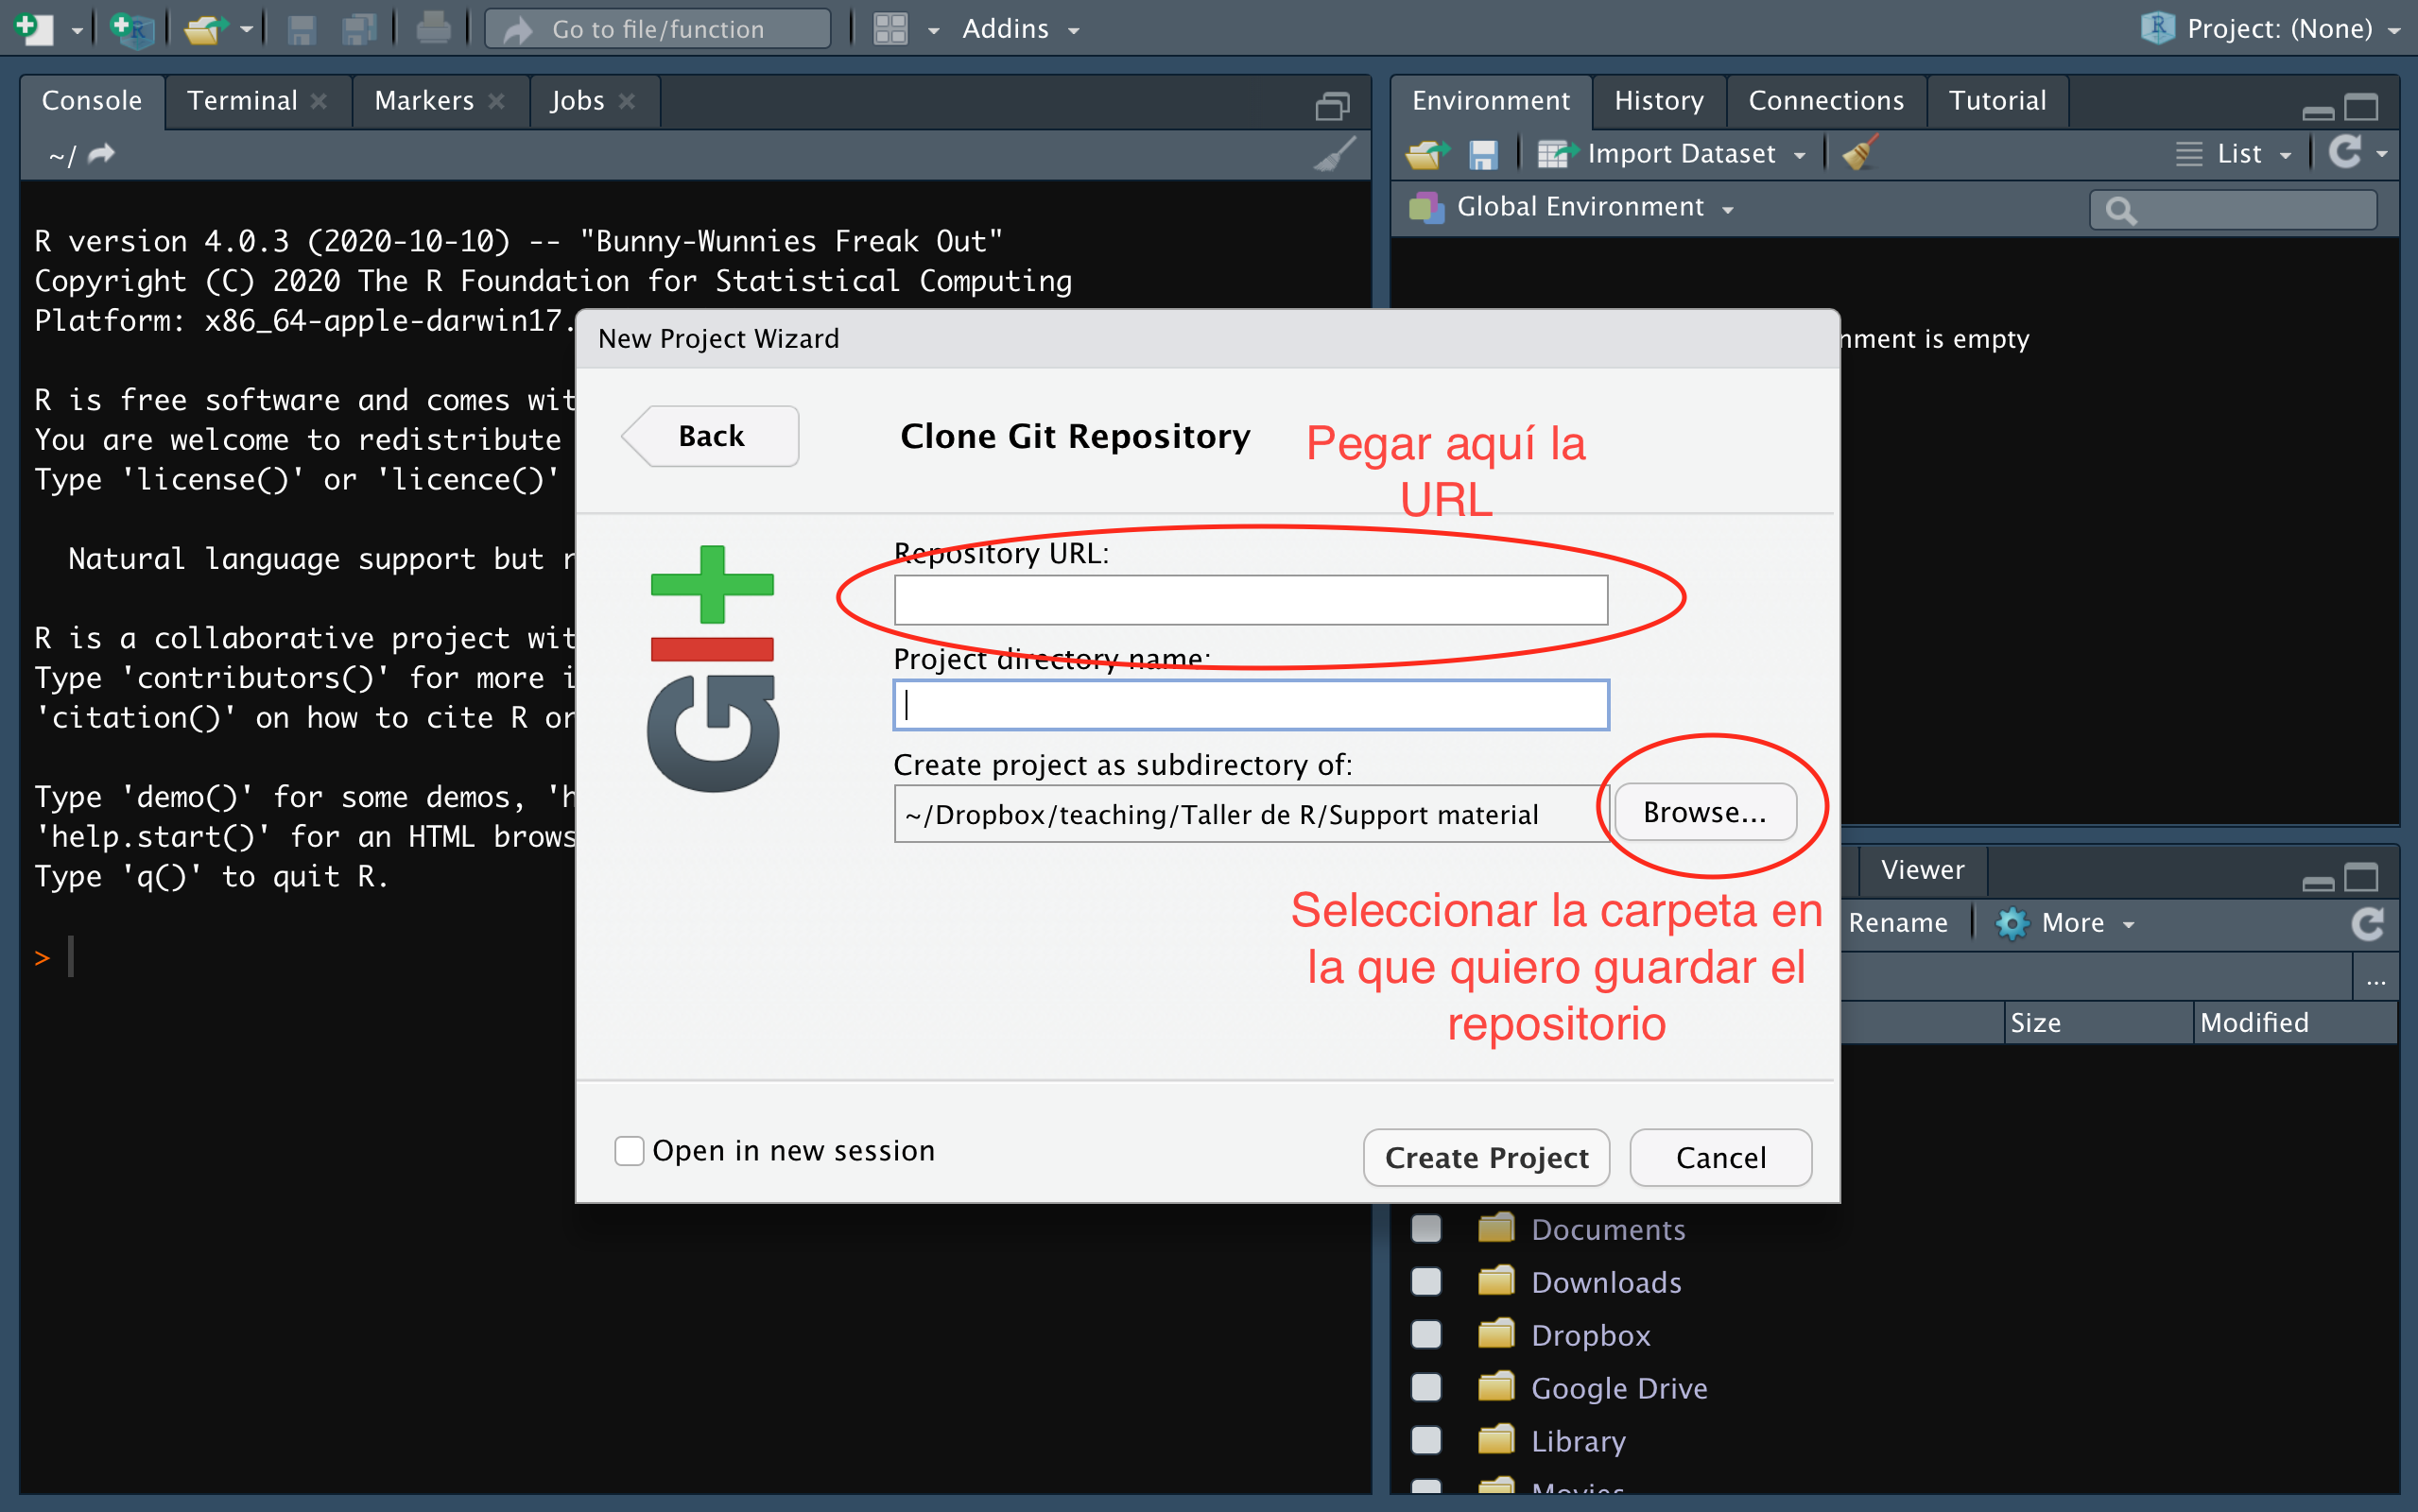 Go to file/function
Addins
Project: (None)
Console
Terminal
Markers
Jobs
~/
R version 4.0.3 (2020-10-10) -- "Bunny-Wunnies Freak Out"
Copyright (C) 2020 The R Foundation for Statistical Computing
Platform: x86_64-apple-darwin17.
R is free software and comes wit
You are welcome to redistribute
Type 'license()' or 'licence()'
Natural language support but r
R is a collaborative project wit
Type 'contributors()' for more i
'citation()' on how to cite R or
Type 'demo()' for some demos, 'h
'help.start()' for an HTML brows
Type 'q()' to quit R.
>
Environment
History
Connections
Tutorial
Import Dataset
List
Global Environment
nment is empty
New Project Wizard
Back
Clone Git Repository
Pegar aquí la
URL
Git
Repository URL:
Project directory name:
Create project as subdirectory of:
~/Dropbox/teaching/Taller de R/Support material
Browse...
Seleccionar la carpeta en
la que quiero guardar el
repositorio
Open in new session
Create Project
Cancel
Viewer
Rename
More
...
Size
Modified
Documents
Downloads
Dropbox
Google Drive
Library
Movies